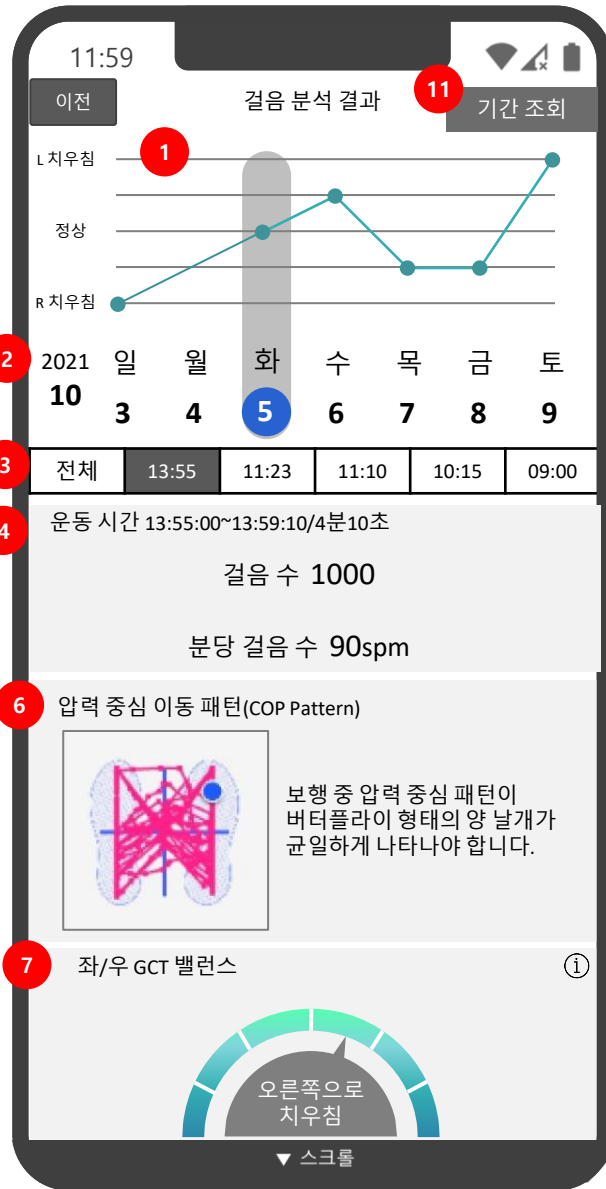 11:59
이전
걸음 분석 결과
11
기간 조회
L 치우침
1
정상
R 치우침
2
2021
일 월 화 수 목 금 토
10
3 4 5 6 7 8 9
3
전체 13:55 11:23 11:10 10:15 09:00
4
운동 시간 13:55:00~13:59:10/4분10초
걸음 수 1000
분당 걸음 수 90spm
6
압력 중심 이동 패턴(COP Pattern)
보행 중 압력 중심 패턴이
버터플라이 형태의 양 날개가
균일하게 나타나야 합니다.
7
좌/우 GCT 밸런스
i
오른쪽으로
치우침
▼ 스크롤